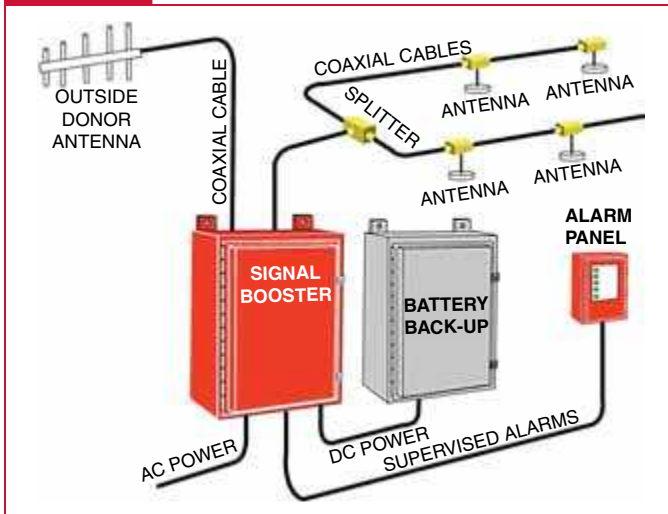 OUTSIDE
DONOR
ANTENNA
COAXIAL CABLE
COAXIAL CABLES
SPLITTER
ANTENNA
ANTENNA
ANTENNA
ANTENNA
ALARM
PANEL
SIGNAL
BOOSTER
BATTERY
BACK-UP
AC POWER
DC POWER
SUPERVISED ALARMS